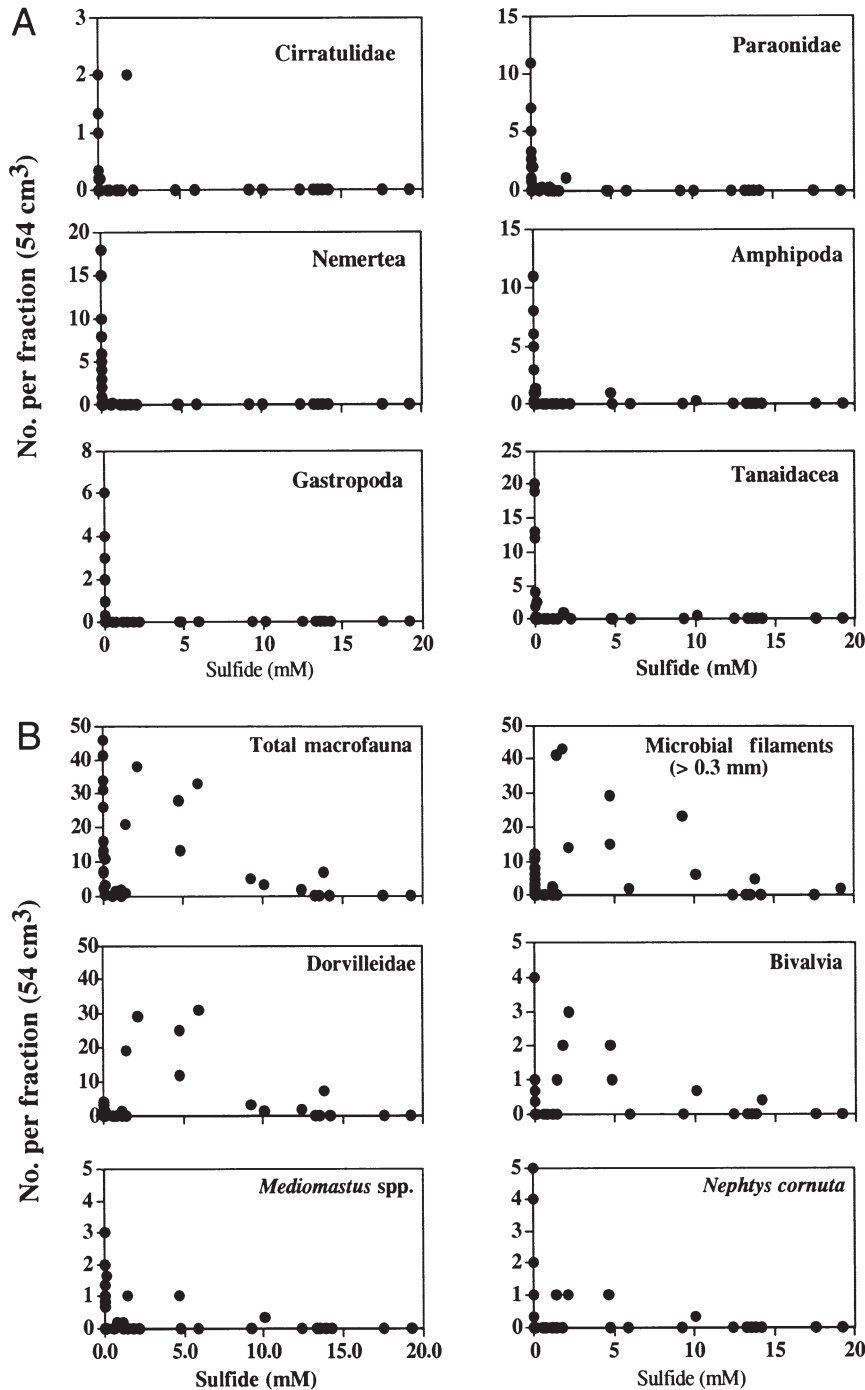 A
No. per fraction (54 cm3)
Cirratulidae
3
2
1
0
Paraonidae
15
10
5
0
Nemertea
20
15
10
5
0
Amphipoda
15
10
5
0
Gastropoda
8
6
4
2
0
0 5 10 15 20
Sulfide (mM)
Tanaidacea
25
20
15
10
5
0
0 5 10 15 20
Sulfide (mM)
B
No. per fraction (54 cm3)
Total macrofauna
50
40
30
20
10
0
Microbial filaments
(> 0.3 mm)
50
40
30
20
10
0
Dorvilleidae
50
40
30
20
10
0
Bivalvia
5
4
3
2
1
0
Mediomastus spp.
5
4
3
2
1
0
0.0 5.0 10.0 15.0 20.0
Sulfide (mM)
Nephtys cornuta
5
4
3
2
1
0
0 5 10 15 20
Sulfide (mM)